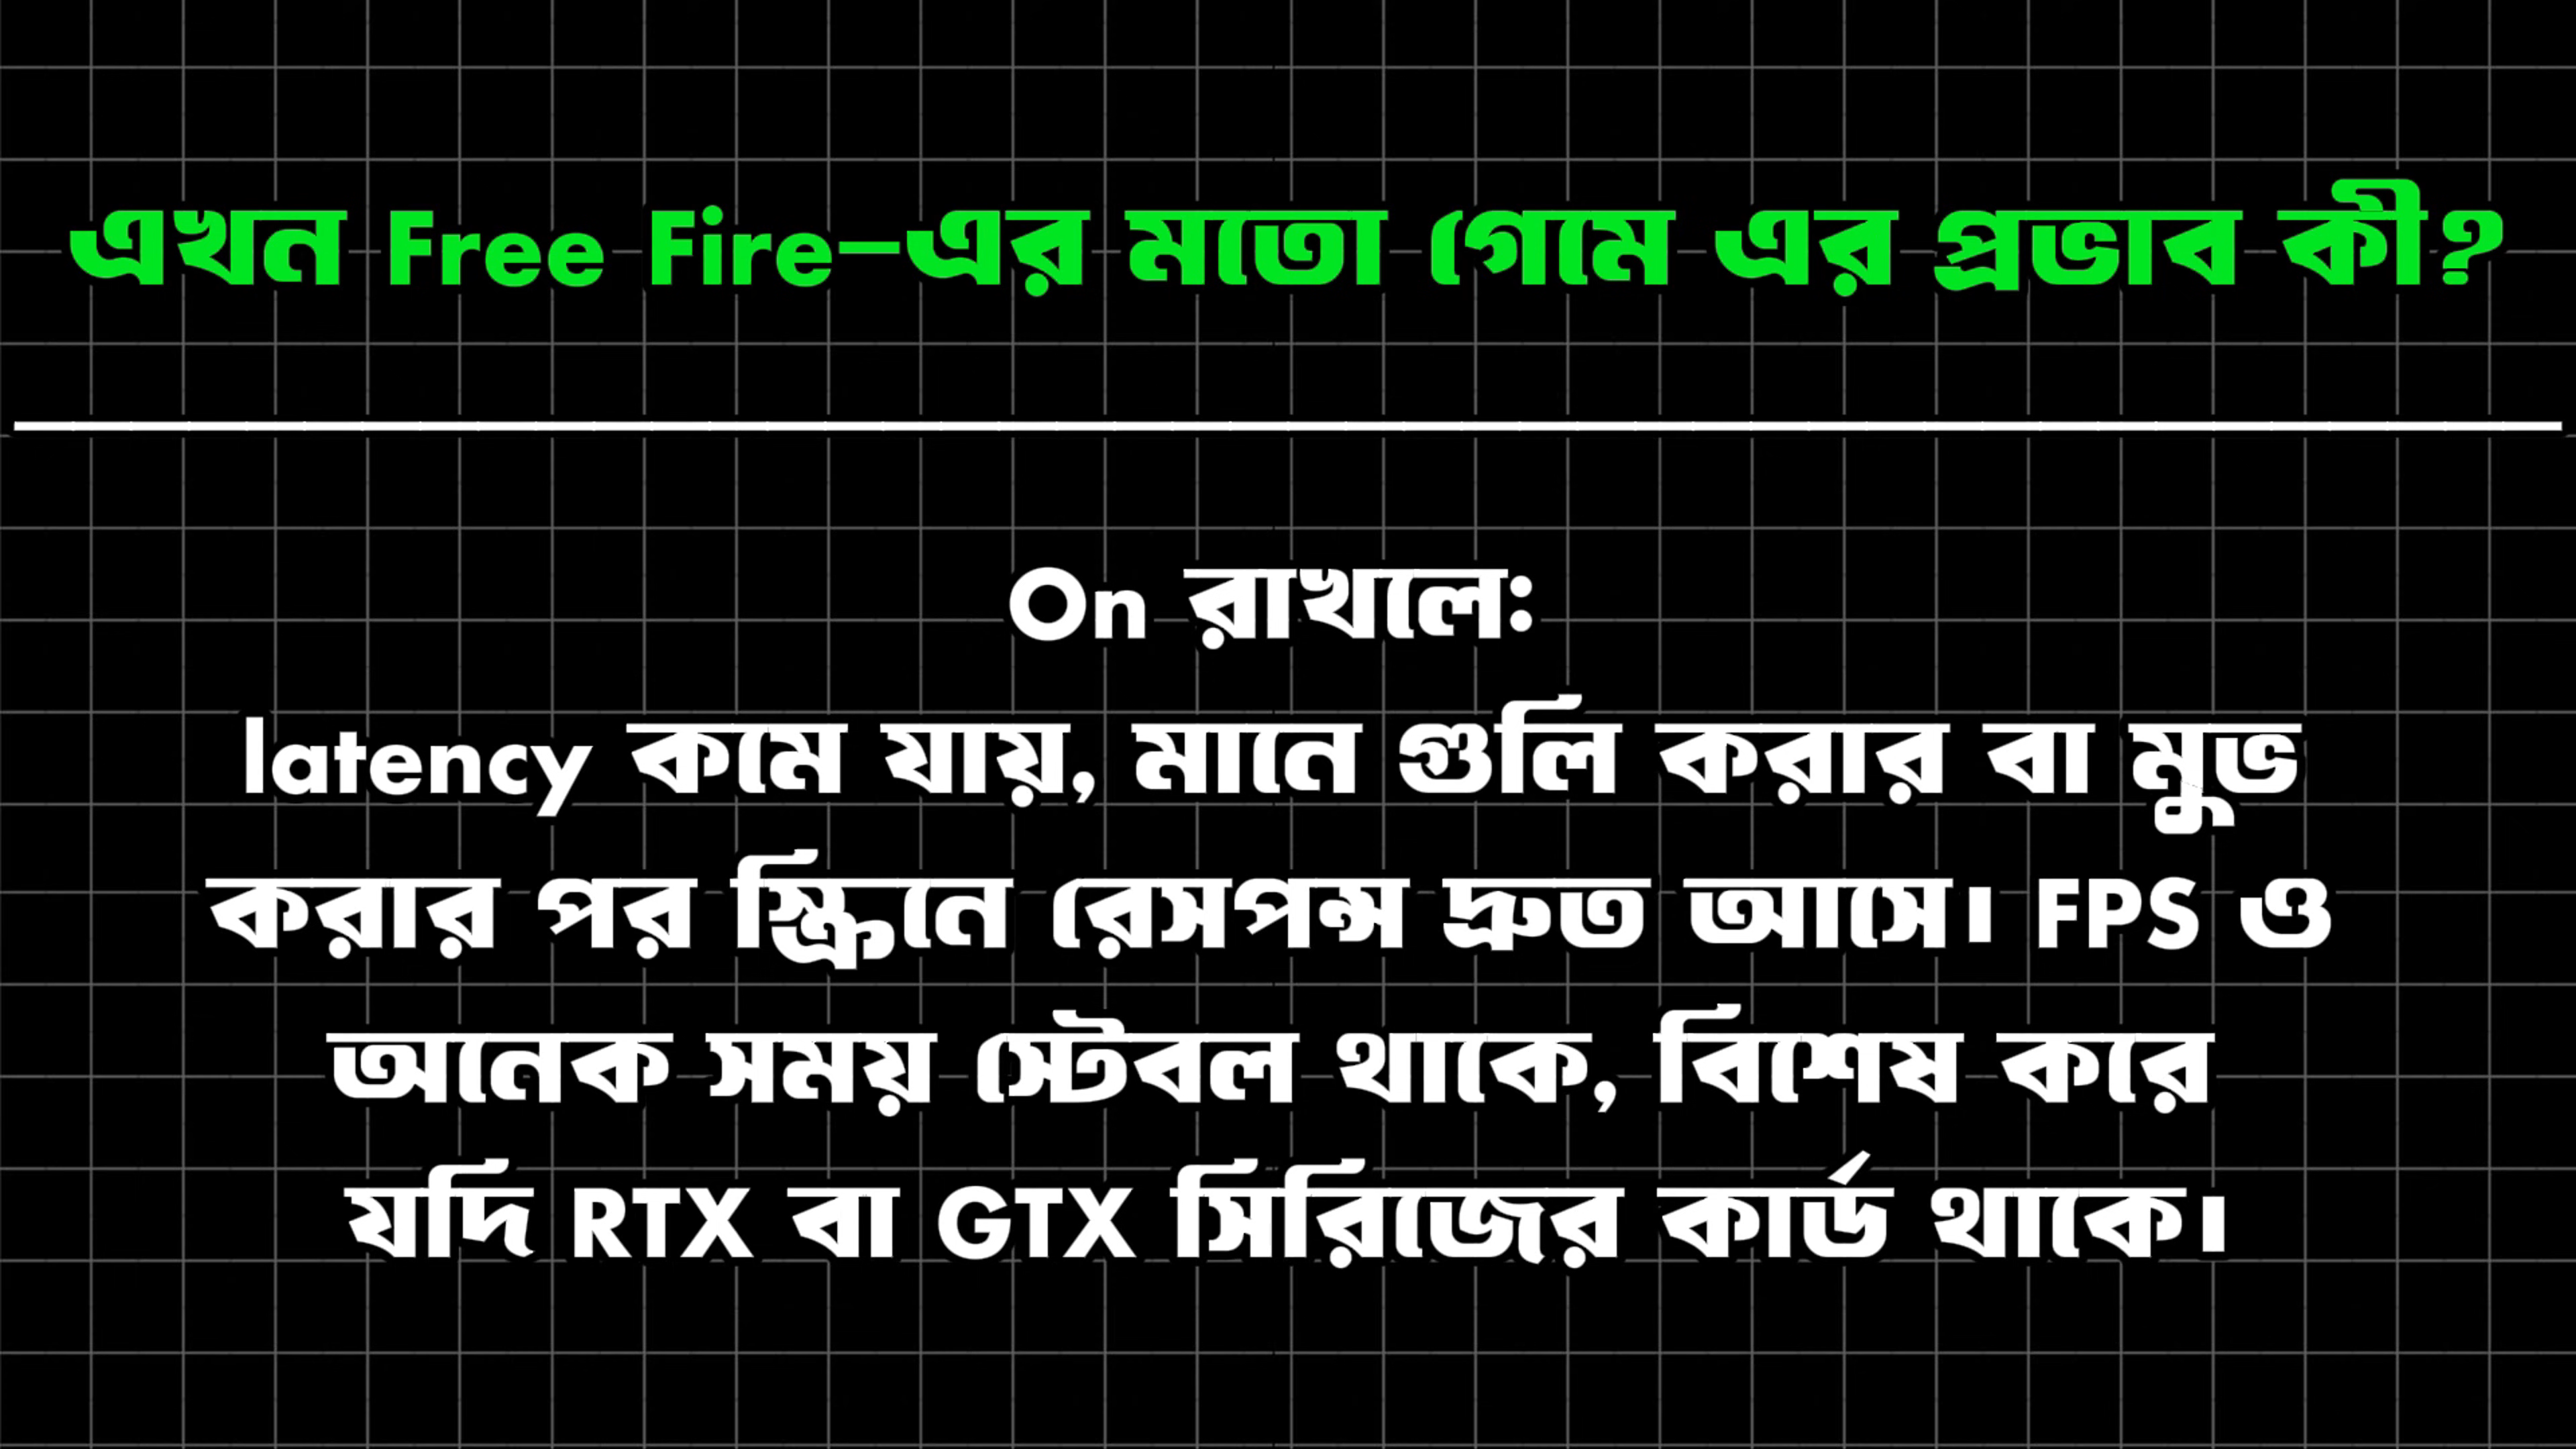 এখন Free Fire-এর মতো গেমে এর প্রভাব কী?
On রাখলে:
latency কমে যায়, মানে গুলি করার বা মুভ
করার পর স্ক্রিনে রেসপন্স দ্রুত আসে। FPS ও
অনেক সময় স্টেবল থাকে, বিশেষ করে
যদি RTX বা GTX সিরিজের কার্ড থাকে।